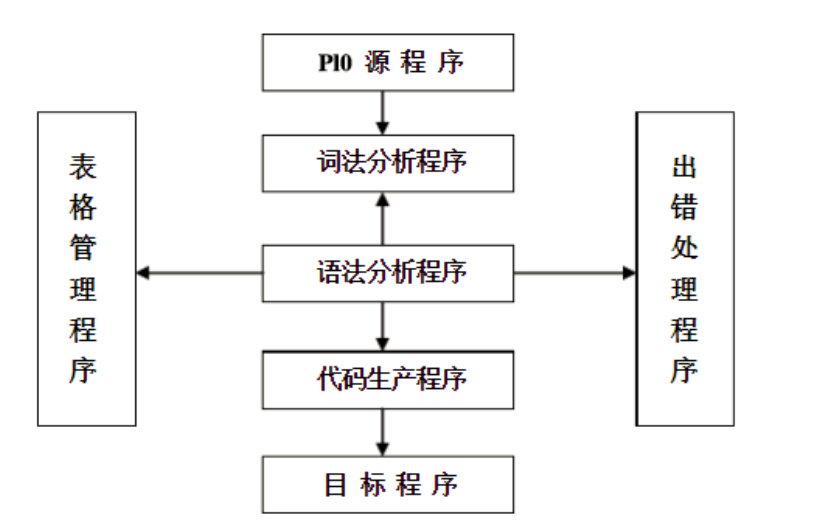 Pl0 源 程 序
词法分析程序
表格管理程序
语法分析程序
出错处理程序
代码生产程序
目 标 程 序